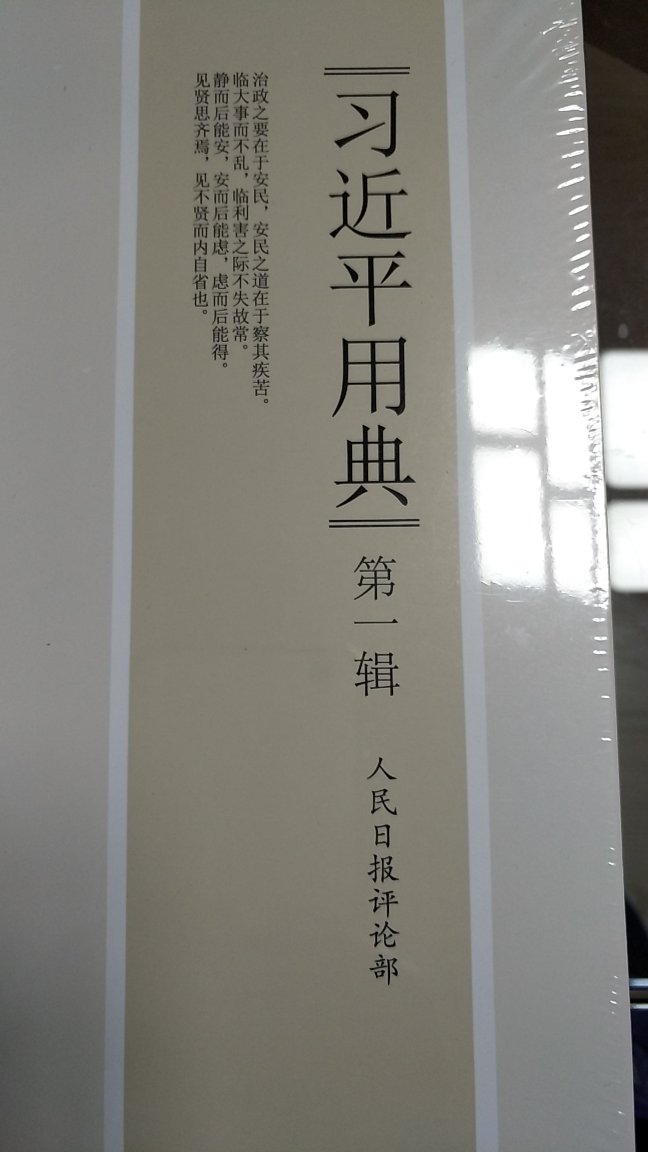 习近平用典
第一辑
人民日报评论部
治政之要在于安民，安民之道在于察其疾苦。
临大事而不乱，临利害之际不失故常。
静而后能安，安而后能虑，虑而后能得。
见贤思齐焉，见不贤而内自省也。